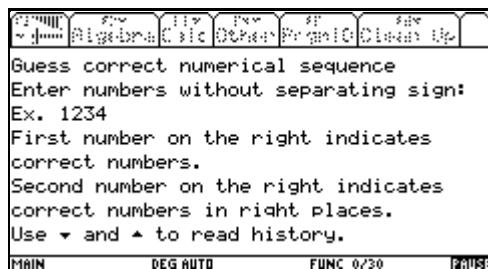 Algebra Calc Other PrgmIO Clean Up
Guess correct numerical sequence
Enter numbers without separating sign:
Ex. 1234
First number on the right indicates
correct numbers.
Second number on the right indicates
correct numbers in right places.
Use ▾ and ▴ to read history.
MAIN DEG AUTO FUNC 0/30 PAUSE